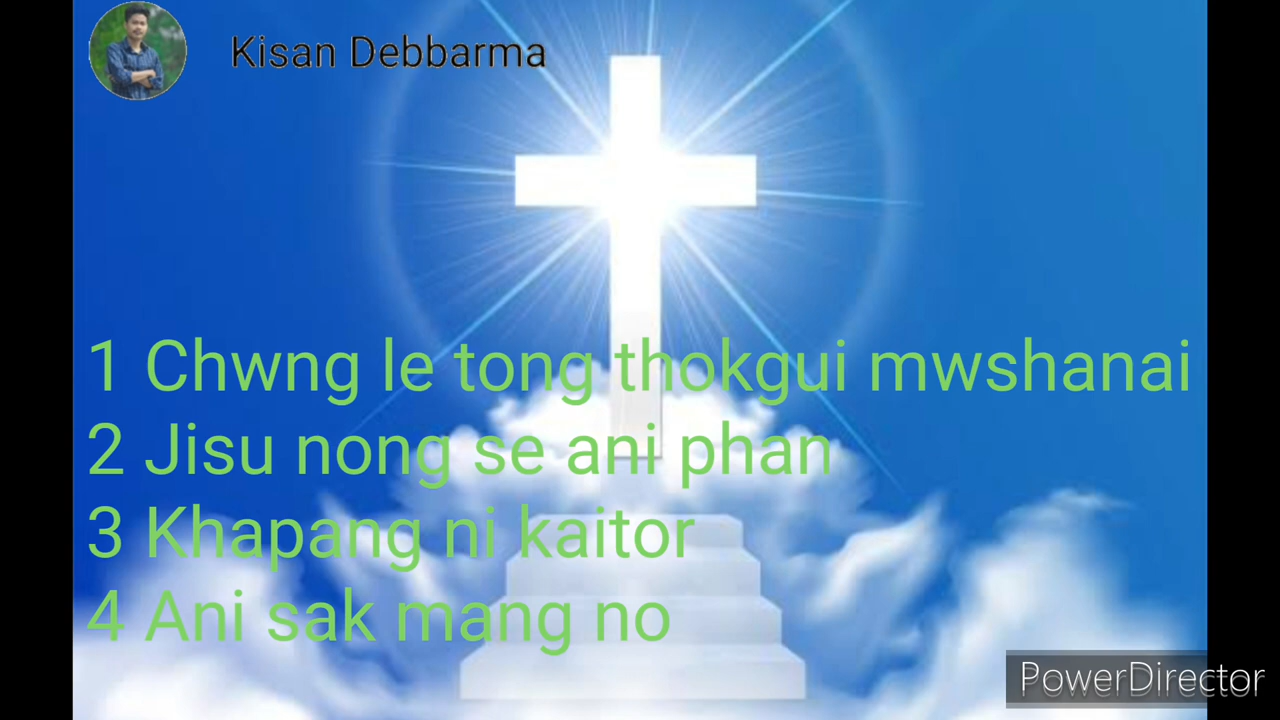 Kisan Debbarma
1 Chwng le tong thokgui mwshanai
2 Jisu nong se ani phan
3 Khapang ni kaitor
4 Ani sak mang no
PowerDirector